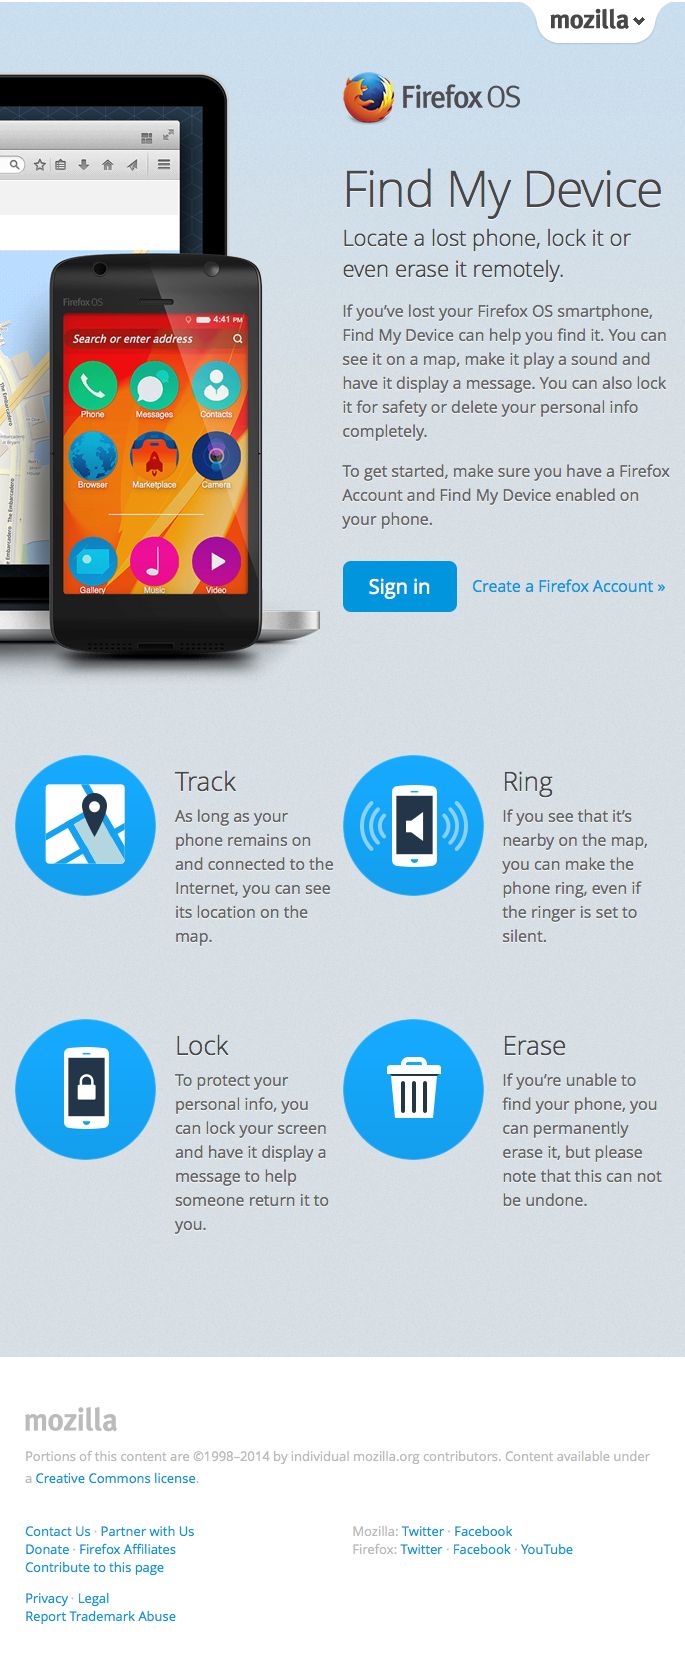 mozilla
Firefox OS
Find My Device
Locate a lost phone, lock it or
even erase it remotely.
If you’ve lost your Firefox OS smartphone,
Find My Device can help you find it. You can
see it on a map, make it play a sound and
have it display a message. You can also lock
it for safety or delete your personal info
completely.
To get started, make sure you have a Firefox
Account and Find My Device enabled on
your phone.
Sign in
Create a Firefox Account »
The Embarcadero
The Embarcadero
Firefox OS
4:41 PM
Search or enter address
Phone Messages Contacts
Browser Marketplace Camera
Gallery Music Video
Track
As long as your
phone remains on
and connected to the
Internet, you can see
its location on the
map.
Ring
If you see that it’s
nearby on the map,
you can make the
phone ring, even if
the ringer is set to
silent.
Lock
To protect your
personal info, you
can lock your screen
and have it display a
message to help
someone return it to
you.
Erase
If you’re unable to
find your phone, you
can permanently
erase it, but please
note that this can not
be undone.
mozilla
Portions of this content are ©1998–2014 by individual mozilla.org contributors. Content available under
a Creative Commons license.
Contact Us · Partner with Us
Donate · Firefox Affiliates
Contribute to this page
Privacy · Legal
Report Trademark Abuse
Mozilla: Twitter · Facebook
Firefox: Twitter · Facebook · YouTube